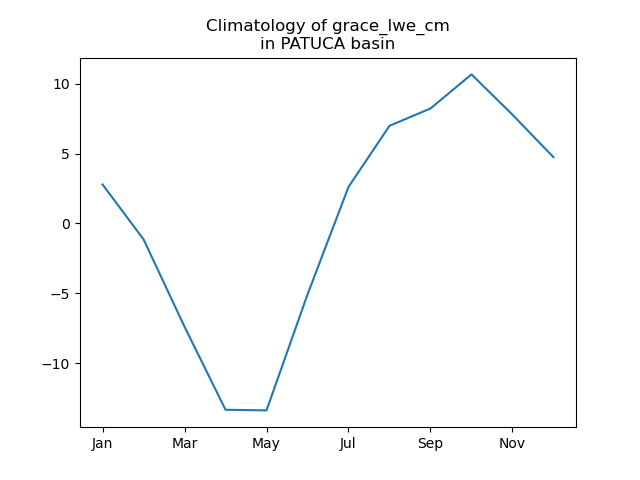 Climatology of grace_lwe_cm
in PATUCA basin
10
5
0
−5
−10
Jan
Mar
May
Jul
Sep
Nov